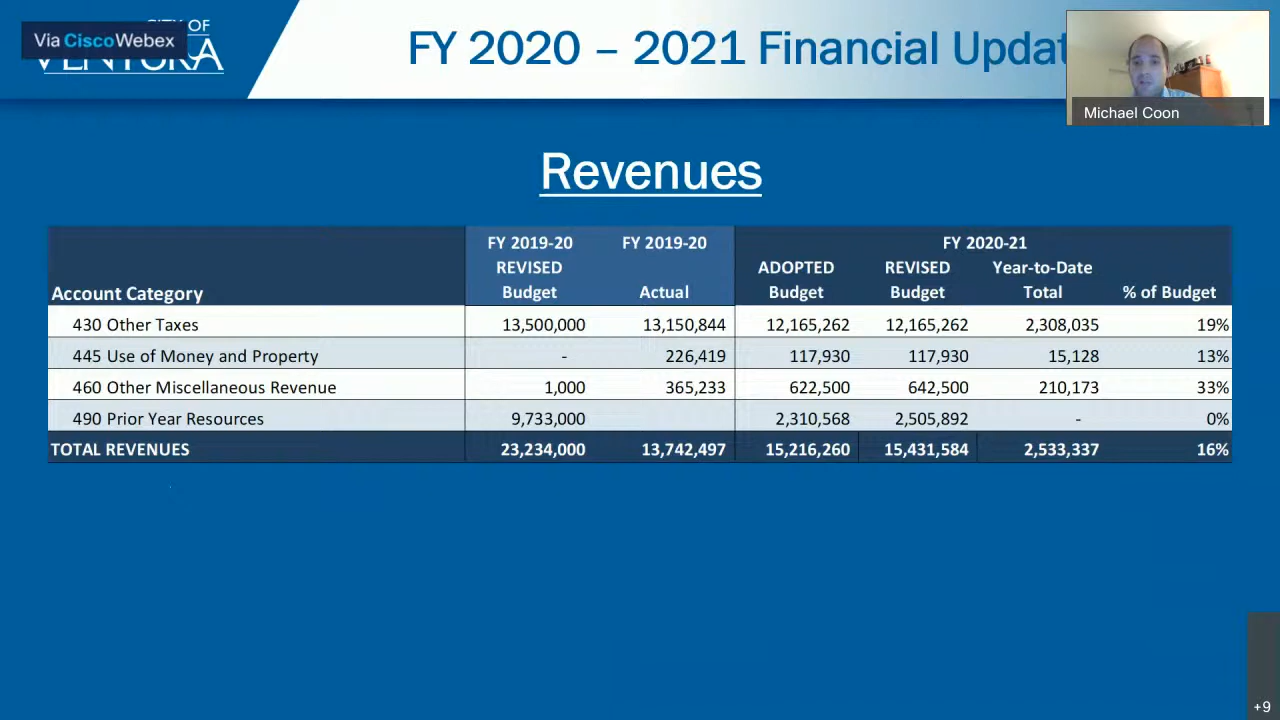 CITY OF
VENTURA
Via Cisco Webex
FY 2020 – 2021 Financial Updat
Michael Coon
Revenues
FY 2019-20 FY 2019-20 FY 2020-21
REVISED ADOPTED REVISED Year-to-Date
Account Category Budget Actual Budget Budget Total % of Budget
430 Other Taxes 13,500,000 13,150,844 12,165,262 12,165,262 2,308,035 19%
445 Use of Money and Property - 226,419 117,930 117,930 15,128 13%
460 Other Miscellaneous Revenue 1,000 365,233 622,500 642,500 210,173 33%
490 Prior Year Resources 9,733,000 2,310,568 2,505,892 - 0%
TOTAL REVENUES 23,234,000 13,742,497 15,216,260 15,431,584 2,533,337 16%
+9